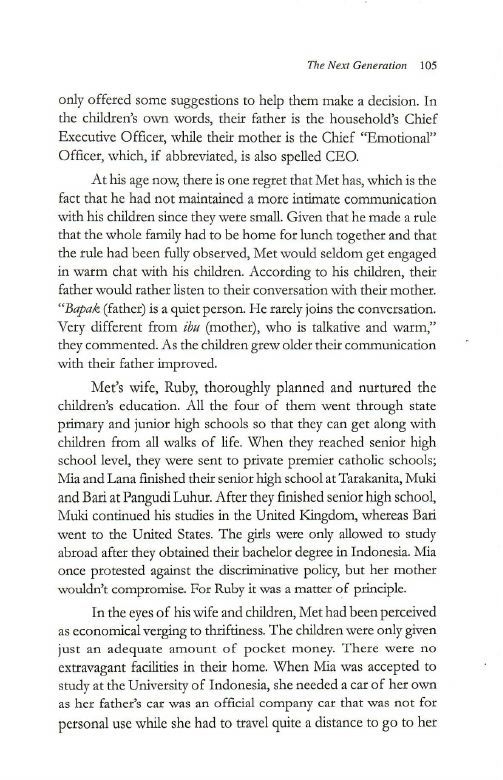 The Next Generation 105
only offered some suggestions to help them make a decision. In
the children's own words, their father is the household's Chief
Executive Officer, while their mother is the Chief "Emotional"
Officer, which, if abbreviated, is also spelled CEO.
At his age now, there is one regret that Met has, which is the
fact that he had not maintained a more intimate communication
with his children since they were small. Given that he made a rule
that the whole family had to be home for lunch together and that
the rule had been fully observed, Met would seldom get engaged
in warm chat with his children. According to his children, their
father would rather listen to their conversation with their mother.
"Bapak (father) is a quiet person. He rarely joins the conversation.
Very different from ibu (mother), who is talkative and warm,"
they commented. As the children grew older their communication
with their father improved.
Met's wife, Ruby, thoroughly planned and nurtured the
children's education. All the four of them went through state
primary and junior high schools so that they can get along with
children from all walks of life. When they reached senior high
school level, they were sent to private premier catholic schools;
Mia and Lana finished their senior high school at Tarakanita, Muki
and Bari at Pangudi Luhur. After they finished senior high school,
Muki continued his studies in the United Kingdom, whereas Bari
went to the United States. The girls were only allowed to study
abroad after they obtained their bachelor degree in Indonesia. Mia
once protested against the discriminative policy, but her mother
wouldn't compromise. For Ruby it was a matter of principle.
In the eyes of his wife and children, Met had been perceived
as economical verging to thriftiness. The children were only given
just an adequate amount of pocket money. There were no
extravagant facilities in their home. When Mia was accepted to
study at the University of Indonesia, she needed a car of her own
as her father's car was an official company car that was not for
personal use while she had to travel quite a distance to go to her